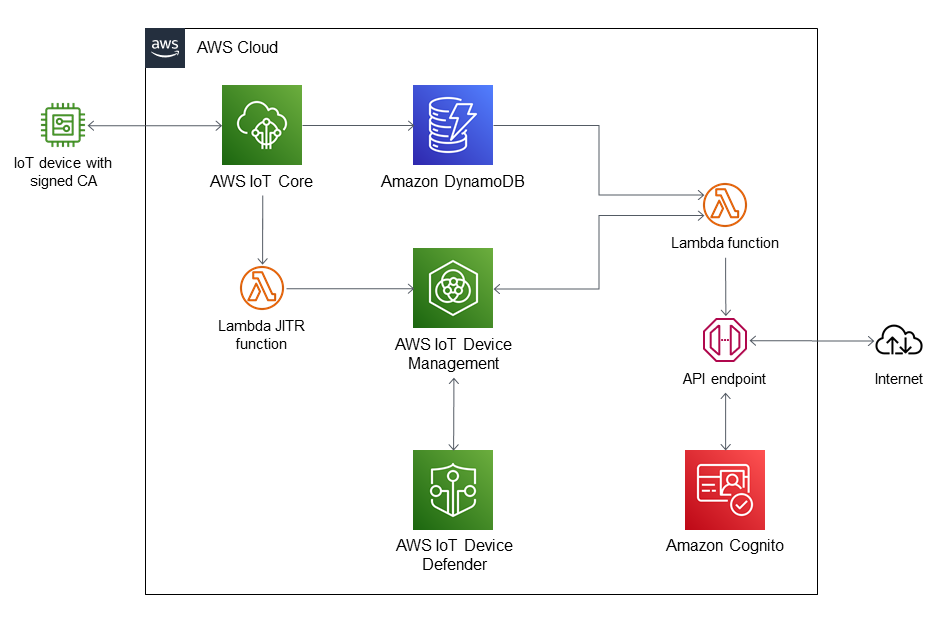 aws
AWS Cloud
IoT device with
signed CA
AWS IoT Core
Amazon DynamoDB
Lambda function
Lambda JITR
function
AWS IoT Device
Management
API endpoint
Internet
AWS IoT Device
Defender
Amazon Cognito